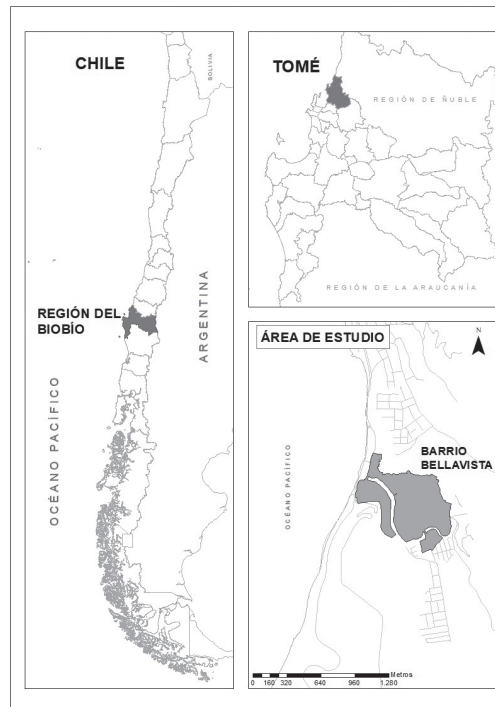 CHILE
BOLIVIA
REGIÓN DEL
BIOBÍO
ARGENTINA
OCÉANO PACÍFICO
TOMÉ
REGIÓN DE ÑUBLE
REGIÓN DE LA ARAUCANÍA
ÁREA DE ESTUDIO
N
OCÉANO PACÍFICO
BARRIO
BELLAVISTA
Metros
0 160 320 640 960 1.280